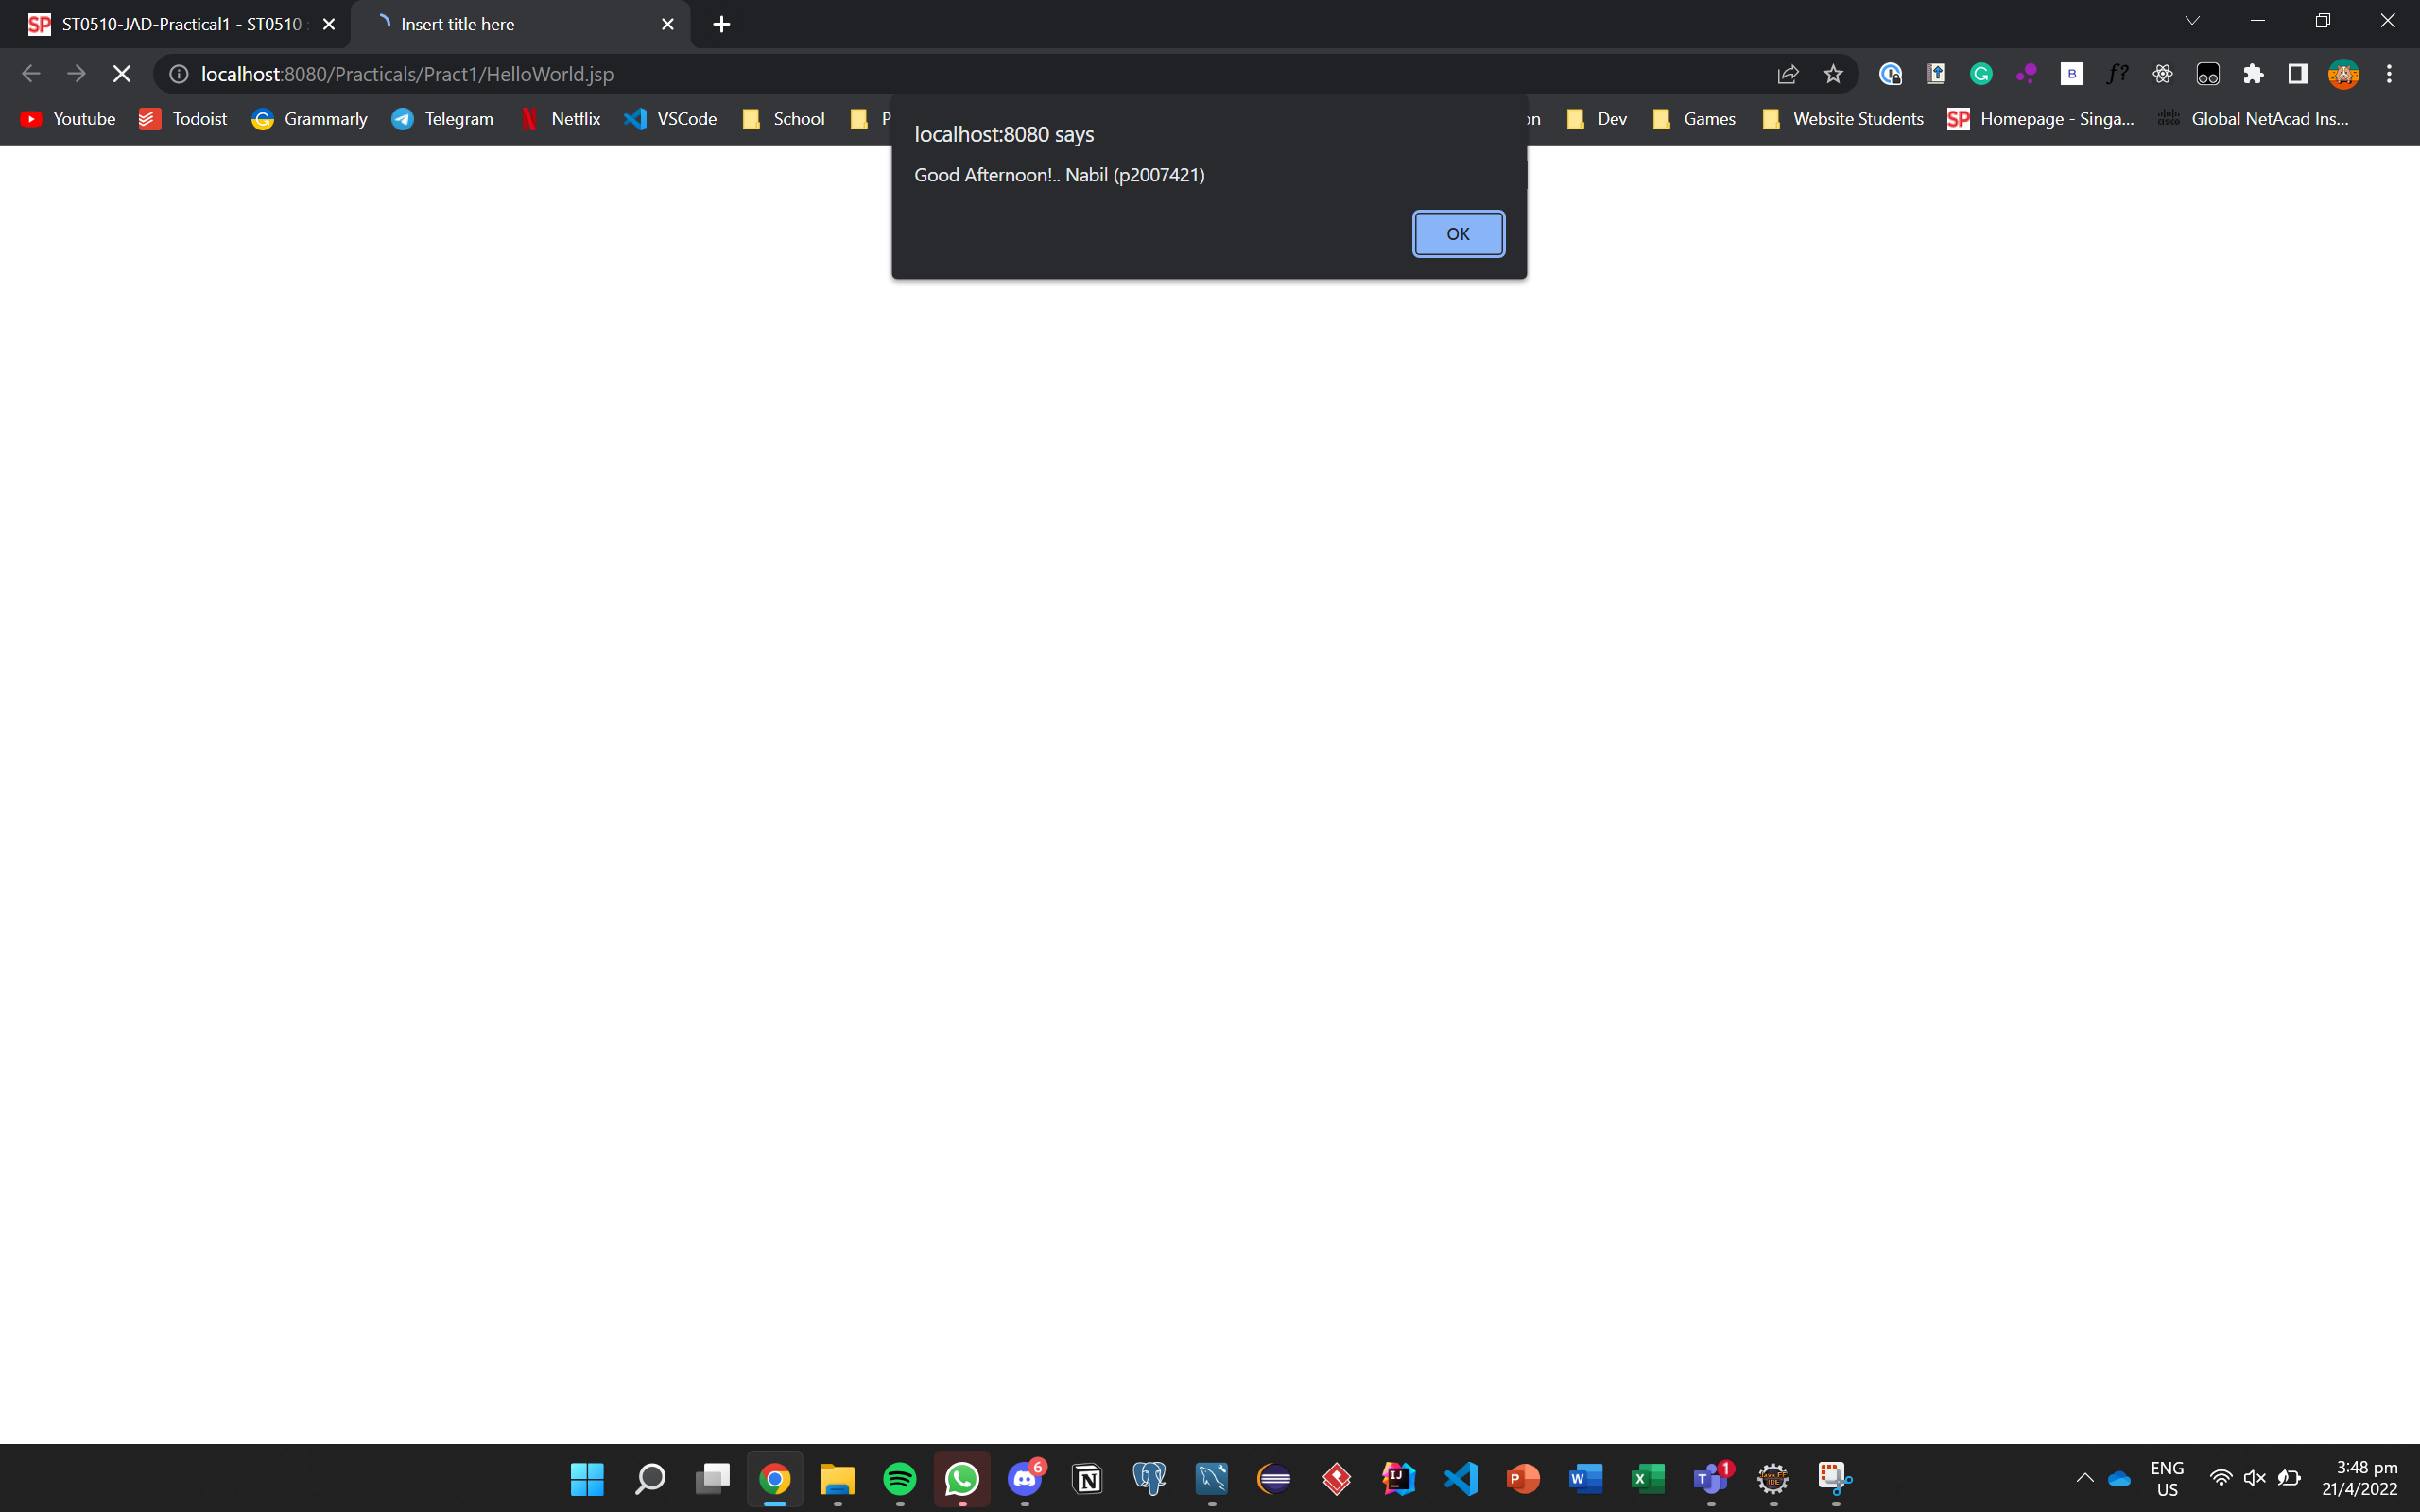 ST0510-JAD-Practical1 - ST0510
Insert title here
localhost:8080/Practicals/Pract1/HelloWorld.jsp
Youtube
Todoist
Grammarly
Telegram
Netflix
VSCode
School
P
on
Dev
Games
Website Students
Homepage - Singa...
Global NetAcad Ins...
localhost:8080 says
Good Afternoon!.. Nabil (p2007421)
OK
6
1
ENG
US
3:48 pm
21/4/2022